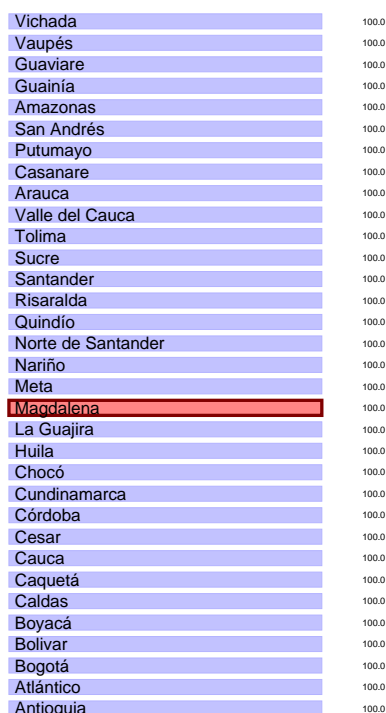 Vichada 100.0
Vaupés 100.0
Guaviare 100.0
Guainía 100.0
Amazonas 100.0
San Andrés 100.0
Putumayo 100.0
Casanare 100.0
Arauca 100.0
Valle del Cauca 100.0
Tolima 100.0
Sucre 100.0
Santander 100.0
Risaralda 100.0
Quindío 100.0
Norte de Santander 100.0
Nariño 100.0
Meta 100.0
Magdalena 100.0
La Guajira 100.0
Huila 100.0
Chocó 100.0
Cundinamarca 100.0
Córdoba 100.0
Cesar 100.0
Cauca 100.0
Caquetá 100.0
Caldas 100.0
Boyacá 100.0
Bolivar 100.0
Bogotá 100.0
Atlántico 100.0
Antioquia 100.0